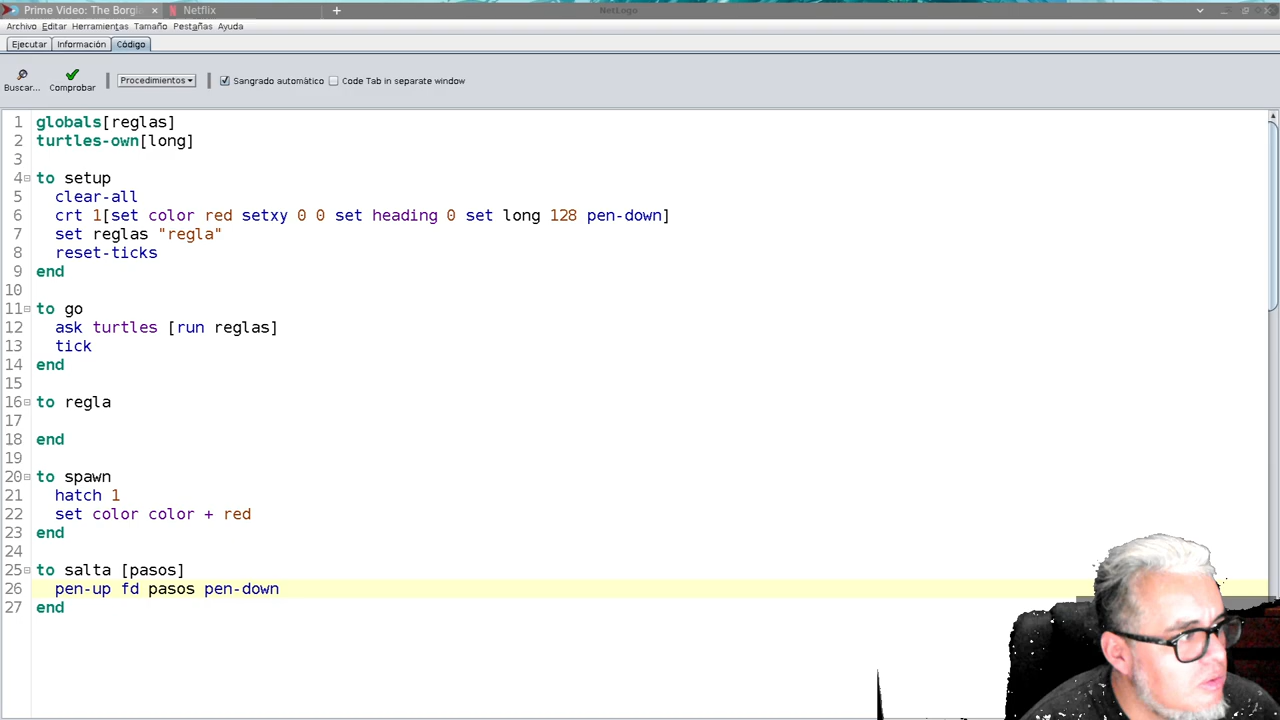 Prime Video: The Borgi
Netflix
NetLogo
Archivo Editar Herramientas Tamaño Pestañas Ayuda
Ejecutar Información Código
Buscar... Comprobar Procedimientos Sangrado automático Code Tab in separate window
1 globals[reglas]
2 turtles-own[long]
3
4 to setup
5 clear-all
6 crt 1[set color red setxy 0 0 set heading 0 set long 128 pen-down]
7 set reglas "regla"
8 reset-ticks
9 end
10
11 to go
12 ask turtles [run reglas]
13 tick
14 end
15
16 to regla
17
18 end
19
20 to spawn
21 hatch 1
22 set color color + red
23 end
24
25 to salta [pasos]
26 pen-up fd pasos pen-down
27 end